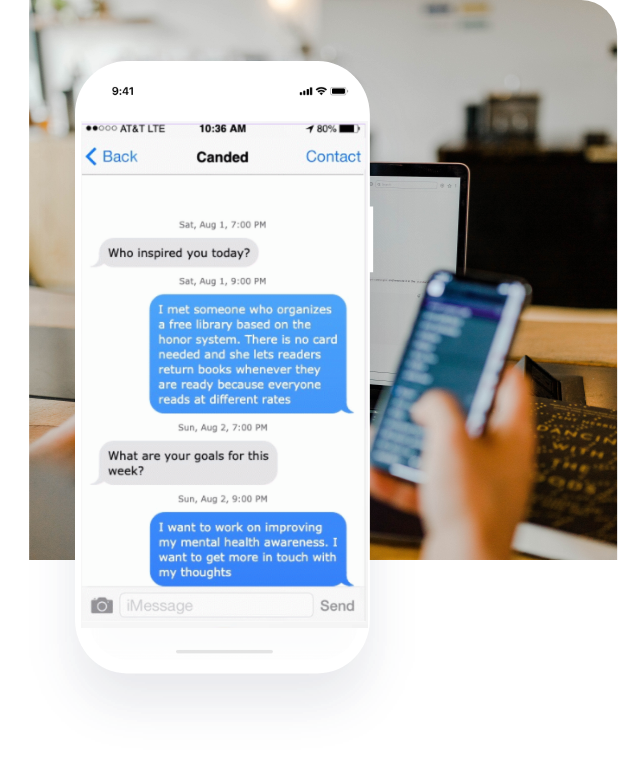 9:41
AT&T LTE 10:36 AM 80%
Back Canded Contact
Sat, Aug 1, 7:00 PM
Who inspired you today?
Sat, Aug 1, 9:00 PM
I met someone who organizes
a free library based on the
honor system. There is no card
needed and she lets readers
return books whenever they
are ready because everyone
reads at different rates
Sun, Aug 2, 7:00 PM
What are your goals for this
week?
Sun, Aug 2, 9:00 PM
I want to work on improving
my mental health awareness. I
want to get more in touch with
my thoughts
iMessage Send
DANCIN
WITH
THE